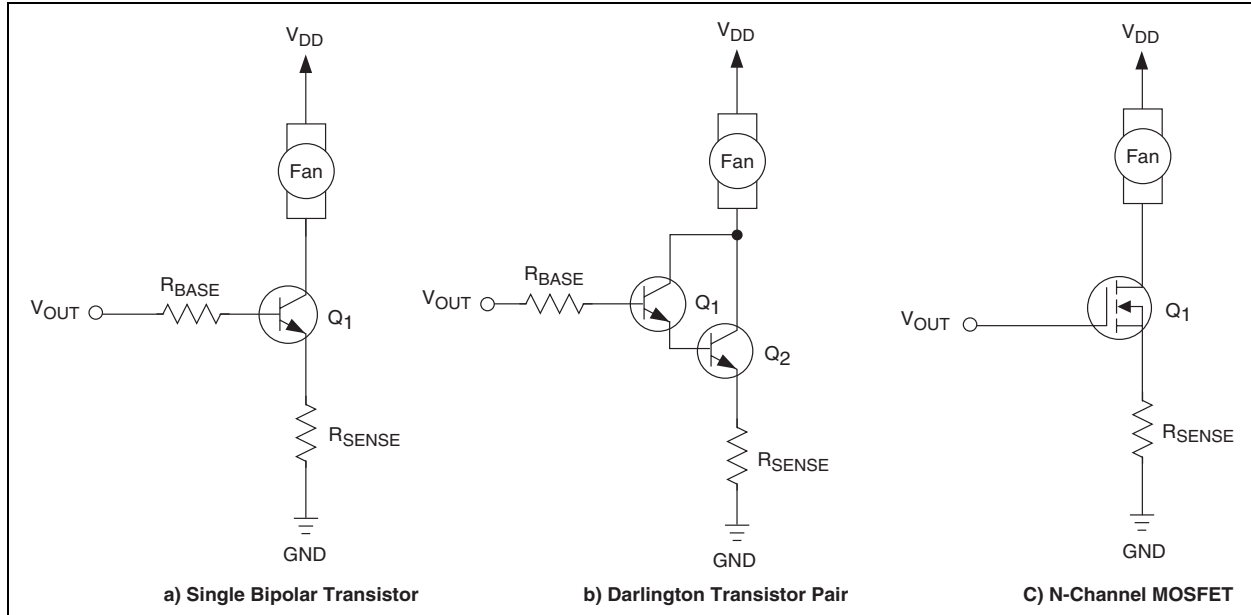 VDD
Fan
RBASE
VOUT
Q1
RSENSE
GND
a) Single Bipolar Transistor
VDD
Fan
RBASE
VOUT
Q1
Q2
RSENSE
GND
b) Darlington Transistor Pair
VDD
Fan
VOUT
Q1
RSENSE
GND
C) N-Channel MOSFET